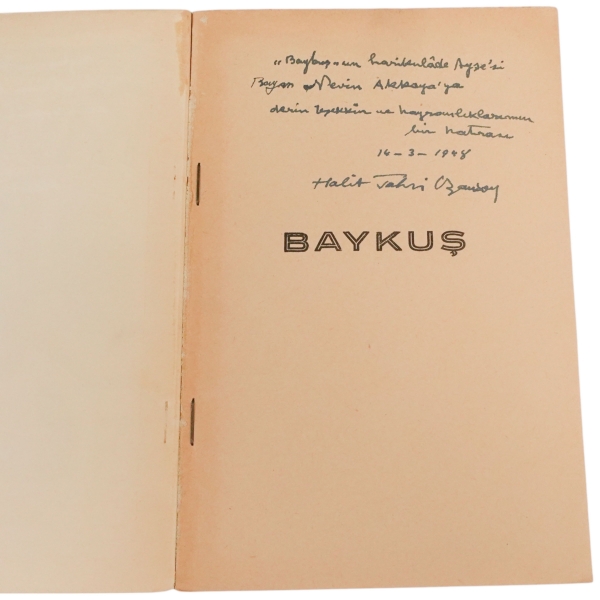 "Baykuş"un harikulâde Ayşe'si
Bayan Nevin Akkaya'ya
derin teşekkür ve hayranlıklarımın
bir hatırası
14-3-1948
Halit Fahri Ozansoy
BAYKUŞ